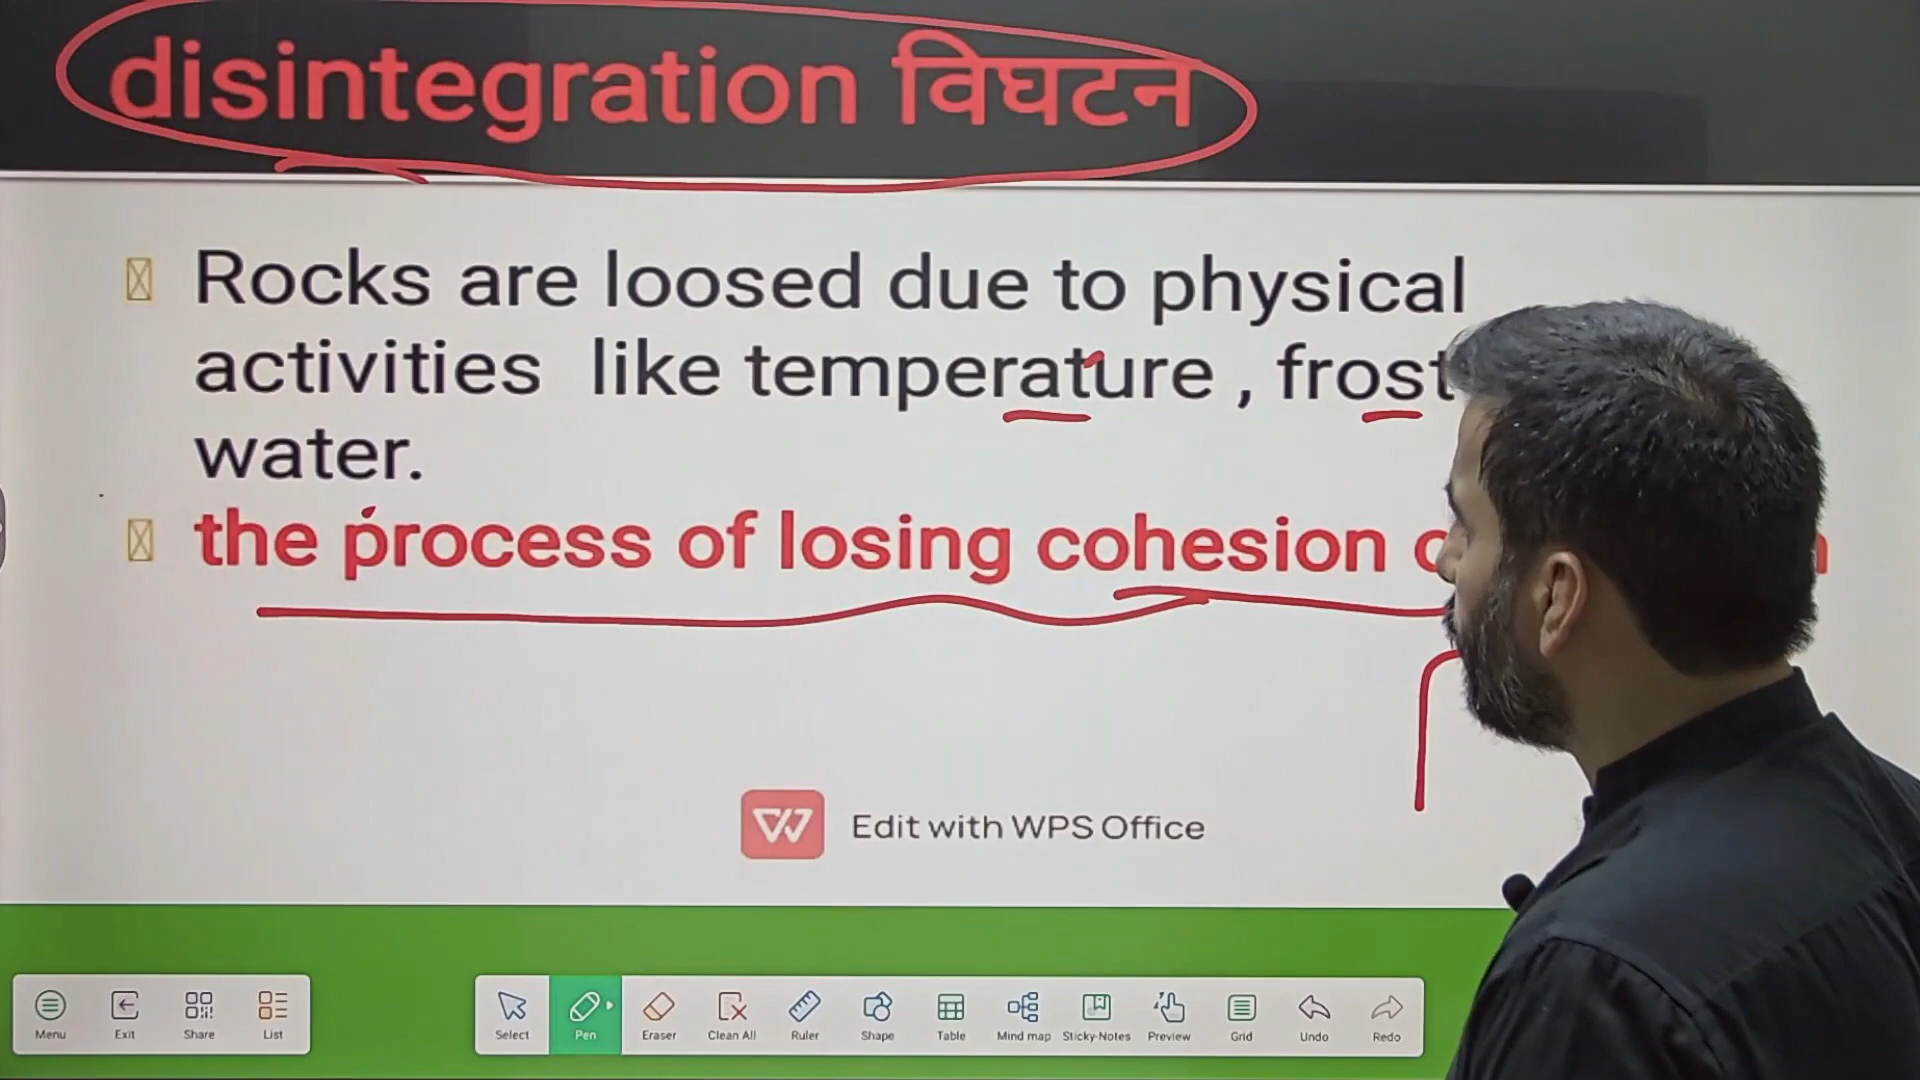 disintegration विघटन
Rocks are loosed due to physical
activities like temperature , frost
water.
the process of losing cohesion
Edit with WPS Office
Menu Exit Share List Select Pen Eraser Clean All Ruler Shape Table Mind map Sticky-Notes Preview Grid Undo Redo